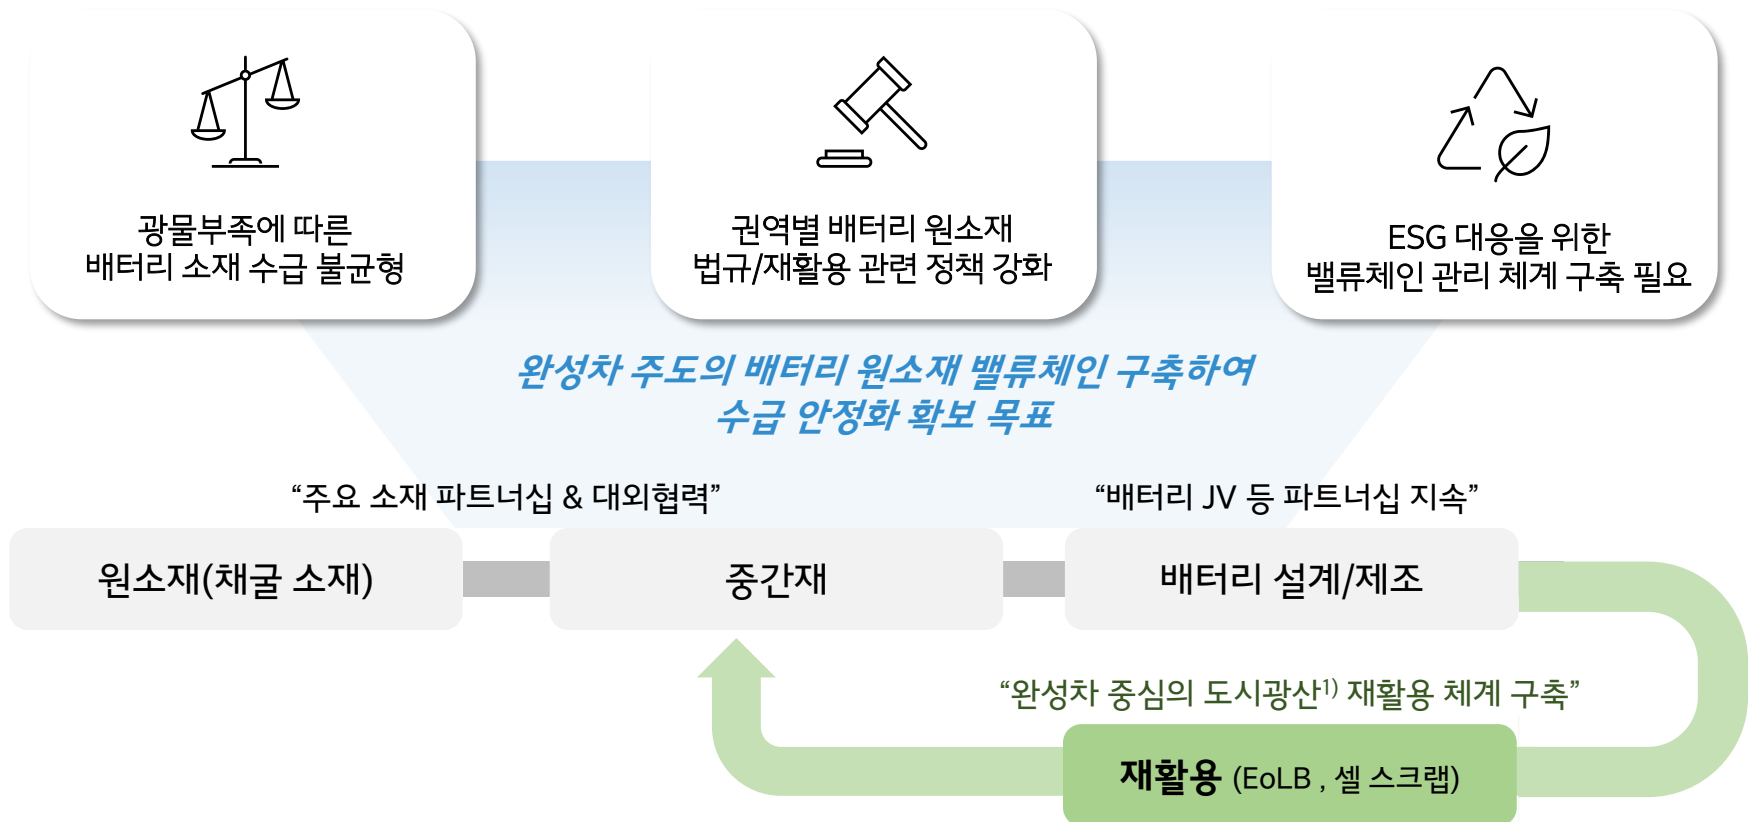 광물부족에 따른
배터리 소재 수급 불균형
권역별 배터리 원소재
법규/재활용 관련 정책 강화
ESG 대응을 위한
밸류체인 관리 체계 구축 필요
완성차 주도의 배터리 원소재 밸류체인 구축하여
수급 안정화 확보 목표
“주요 소재 파트너십 & 대외협력”
“배터리 JV 등 파트너십 지속”
원소재(채굴 소재)
중간재
배터리 설계/제조
“완성차 중심의 도시광산1) 재활용 체계 구축”
재활용 (EoLB , 셀 스크랩)